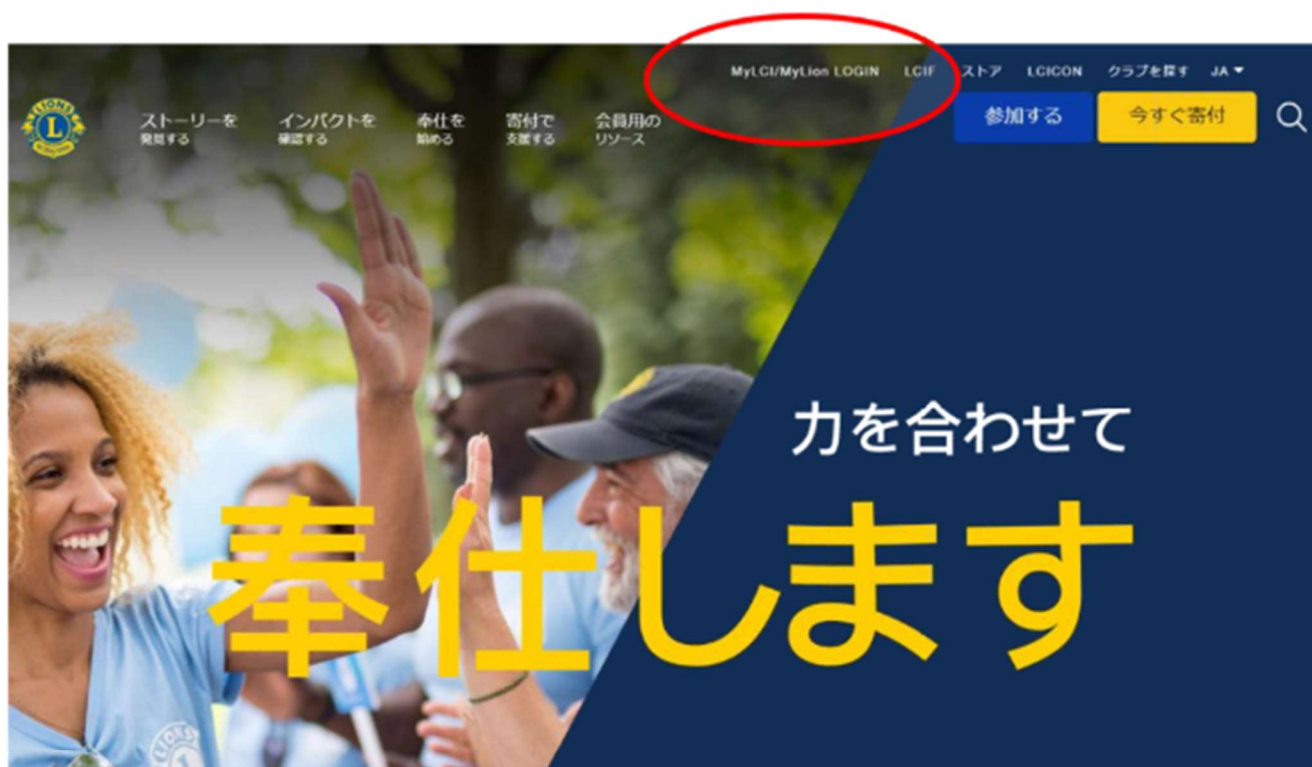 MyLCI/MyLion LOGIN LCIF ストア LCICON クラブを探す JA
LIONS
L
ストーリーを
発見する
インパクトを
確認する
奉仕を
始める
寄付で
支援する
会員用の
リソース
参加する
今すぐ寄付
力を合わせて
奉仕します
LIONS